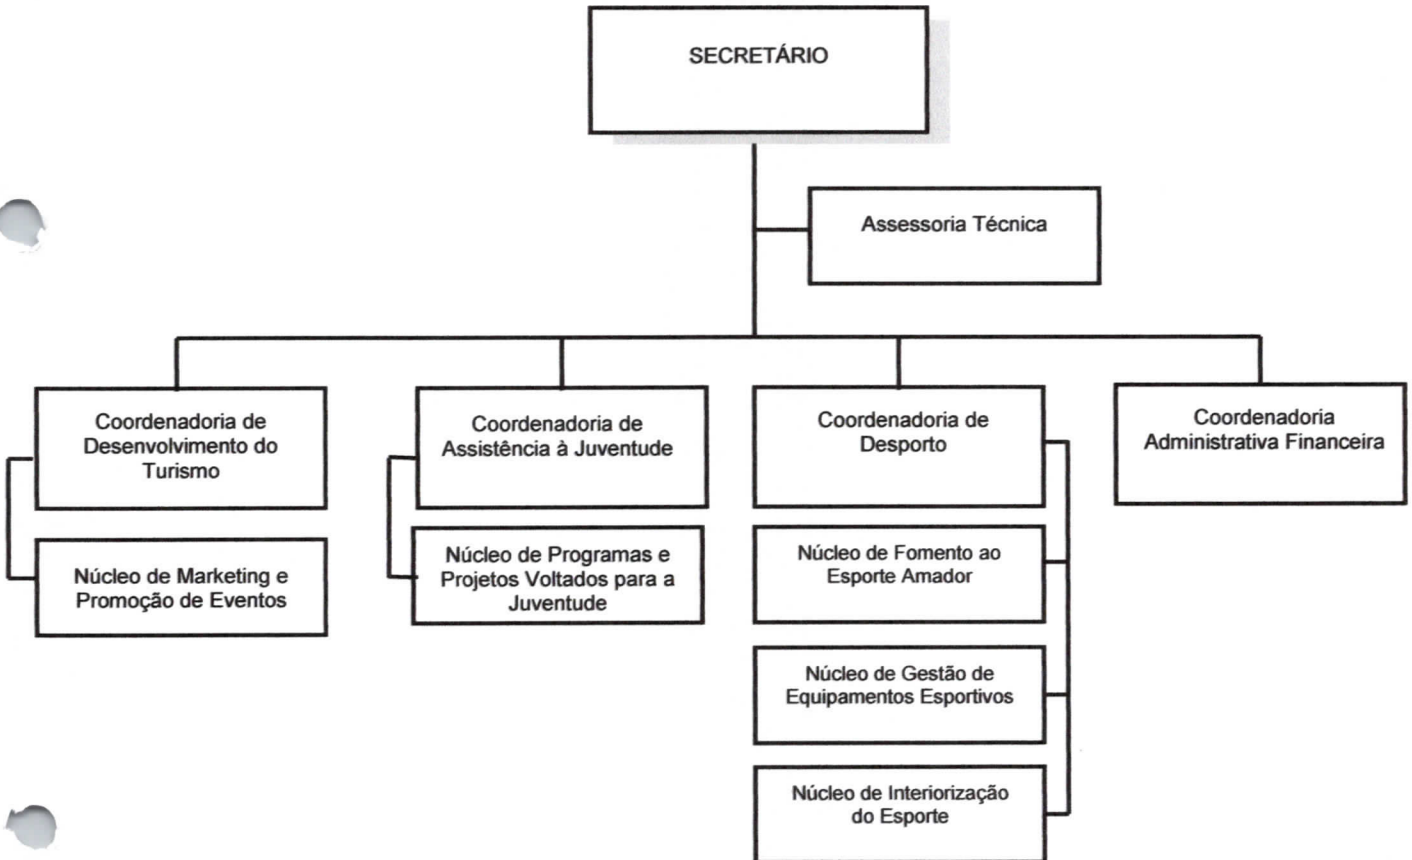 SECRETÁRIO
Assessoria Técnica
Coordenadoria de
Desenvolvimento do
Turismo
Núcleo de Marketing e
Promoção de Eventos
Coordenadoria de
Assistência à Juventude
Núcleo de Programas e
Projetos Voltados para a
Juventude
Coordenadoria de
Desporto
Núcleo de Fomento ao
Esporte Amador
Núcleo de Gestão de
Equipamentos Esportivos
Núcleo de Interiorização
do Esporte
Coordenadoria
Administrativa Financeira